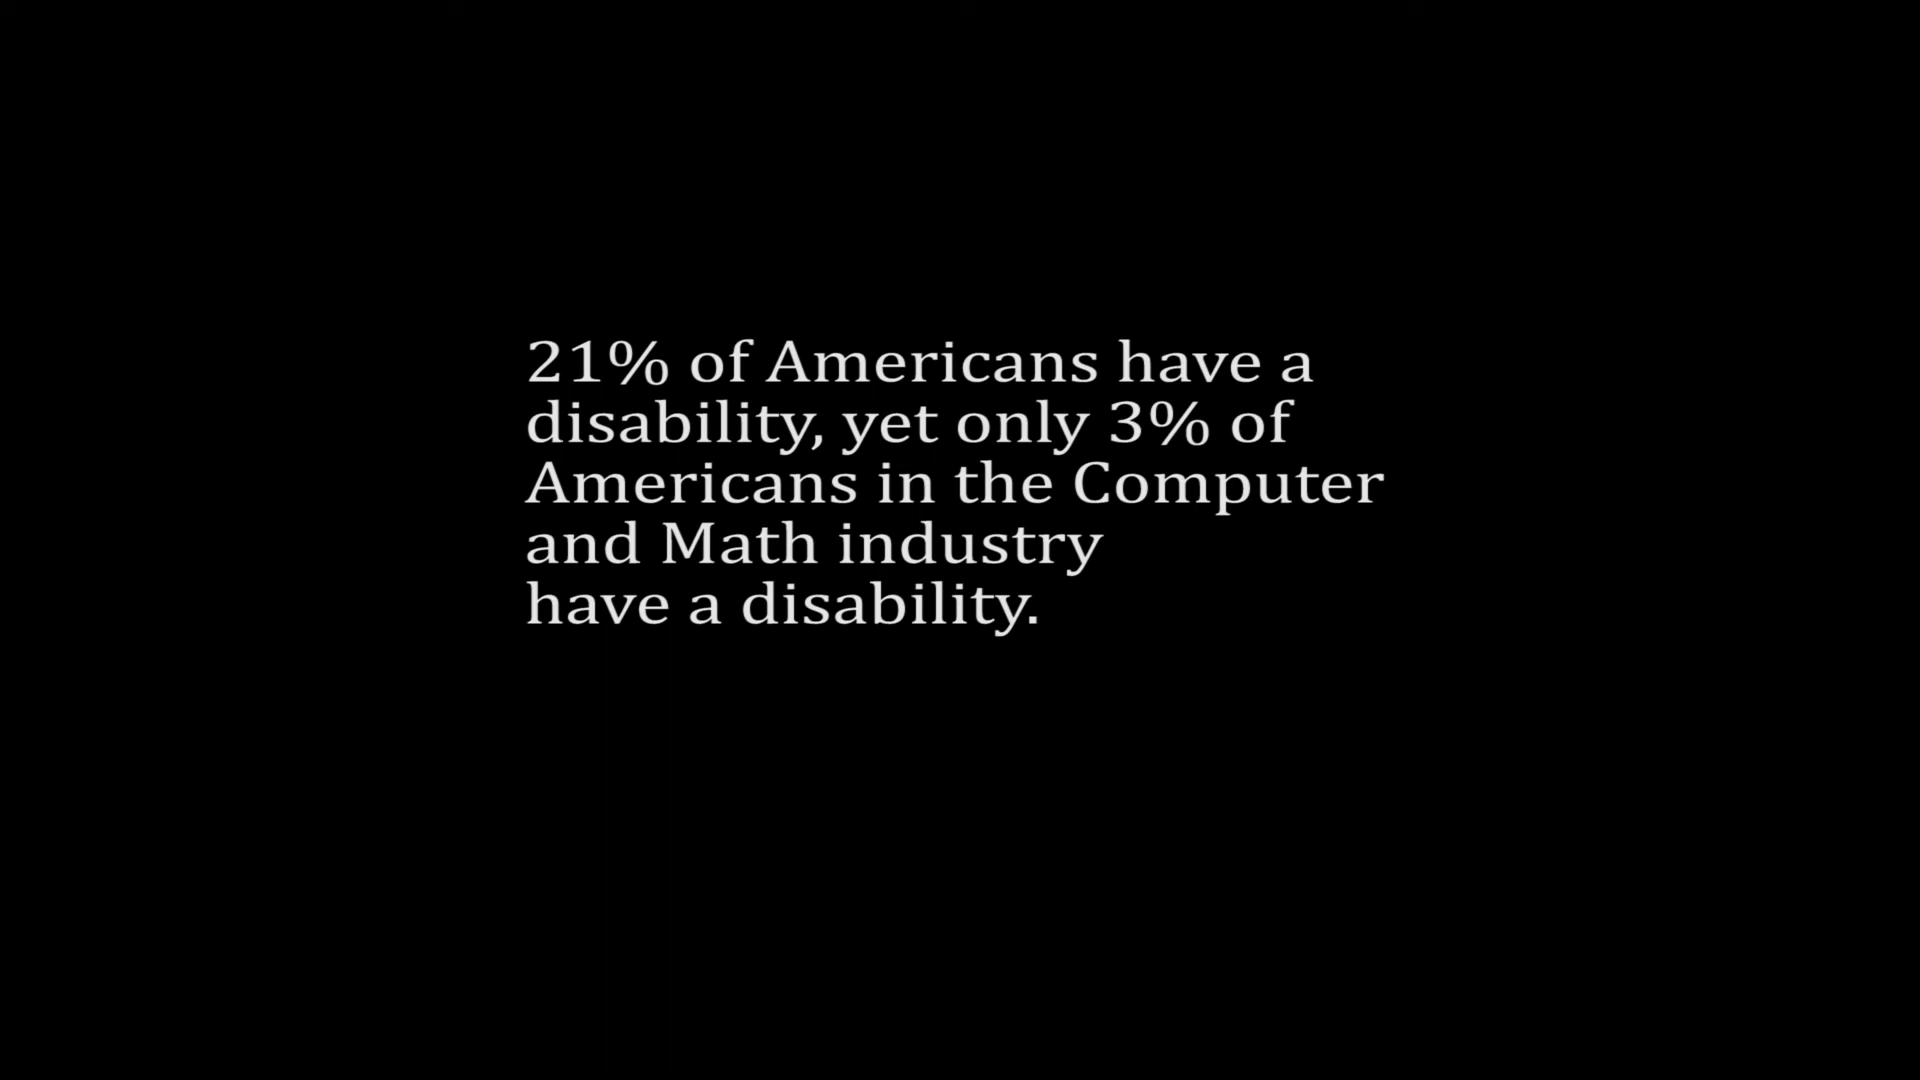 21% of Americans have a
disability, yet only 3% of
Americans in the Computer
and Math industry
have a disability.